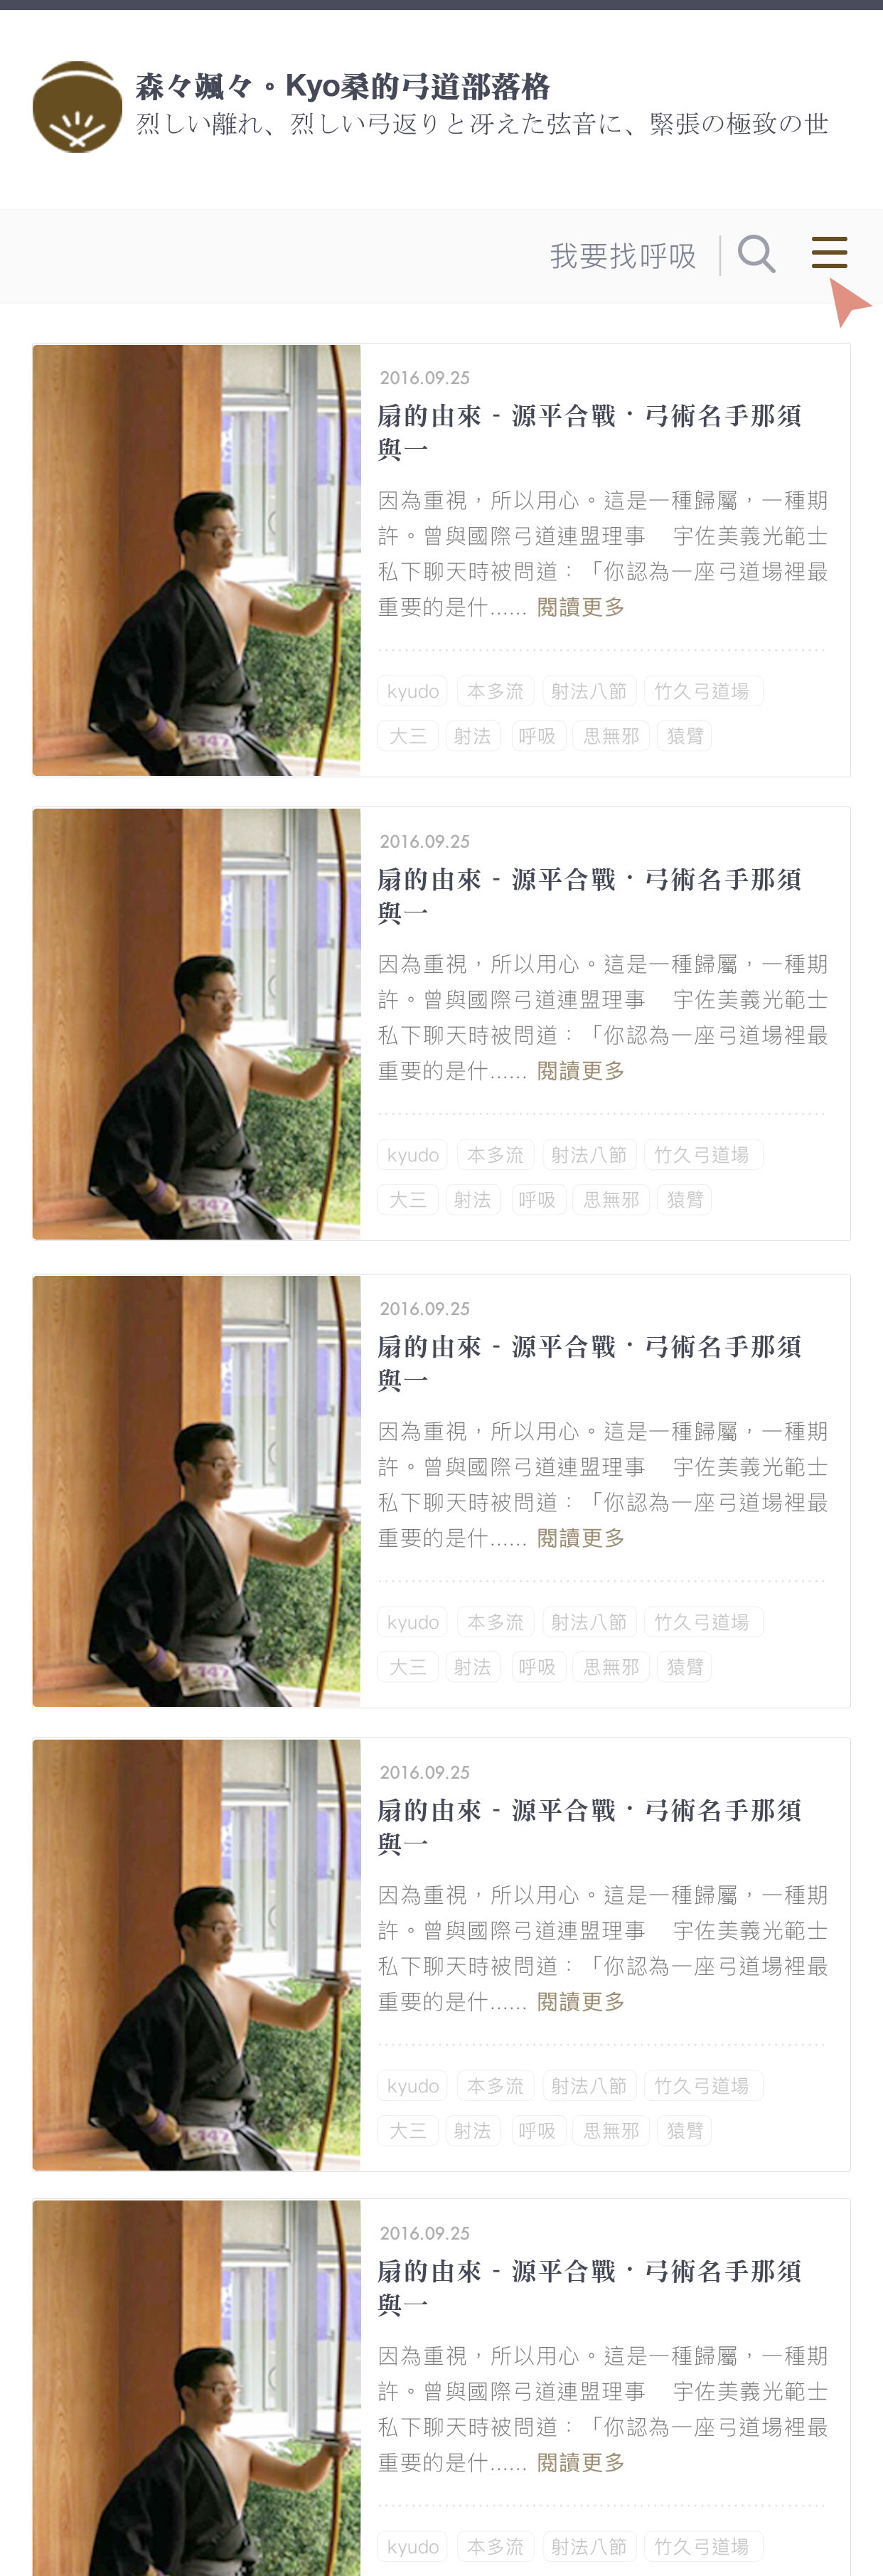 森々颯々。Kyo桑的弓道部落格
烈しい離れ、烈しい弓返りと冴えた弦音に、緊張の極致の世
我要找呼吸
2016.09.25
扇的由來 - 源平合戰・弓術名手那須
與一
因為重視，所以用心。這是一種歸屬，一種期
許。曾與國際弓道連盟理事　宇佐美義光範士
私下聊天時被問道：「你認為一座弓道場裡最
重要的是什...... 閱讀更多
kyudo 本多流 射法八節 竹久弓道場
大三 射法 呼吸 思無邪 猿臂
2016.09.25
扇的由來 - 源平合戰・弓術名手那須
與一
因為重視，所以用心。這是一種歸屬，一種期
許。曾與國際弓道連盟理事　宇佐美義光範士
私下聊天時被問道：「你認為一座弓道場裡最
重要的是什...... 閱讀更多
kyudo 本多流 射法八節 竹久弓道場
大三 射法 呼吸 思無邪 猿臂
2016.09.25
扇的由來 - 源平合戰・弓術名手那須
與一
因為重視，所以用心。這是一種歸屬，一種期
許。曾與國際弓道連盟理事　宇佐美義光範士
私下聊天時被問道：「你認為一座弓道場裡最
重要的是什...... 閱讀更多
kyudo 本多流 射法八節 竹久弓道場
大三 射法 呼吸 思無邪 猿臂
2016.09.25
扇的由來 - 源平合戰・弓術名手那須
與一
因為重視，所以用心。這是一種歸屬，一種期
許。曾與國際弓道連盟理事　宇佐美義光範士
私下聊天時被問道：「你認為一座弓道場裡最
重要的是什...... 閱讀更多
kyudo 本多流 射法八節 竹久弓道場
大三 射法 呼吸 思無邪 猿臂
2016.09.25
扇的由來 - 源平合戰・弓術名手那須
與一
因為重視，所以用心。這是一種歸屬，一種期
許。曾與國際弓道連盟理事　宇佐美義光範士
私下聊天時被問道：「你認為一座弓道場裡最
重要的是什...... 閱讀更多
kyudo 本多流 射法八節 竹久弓道場